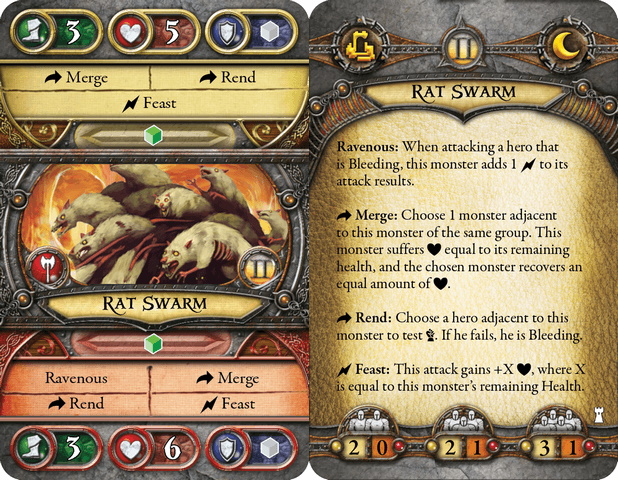 3 5
Merge Rend
Feast
II
RAT SWARM
Ravenous Merge
Rend Feast
3 6
II
RAT SWARM
Ravenous: When attacking a hero that
is Bleeding, this monster adds 1 to its
attack results.
Merge: Choose 1 monster adjacent
to this monster of the same group. This
monster suffers equal to its remaining
health, and the chosen monster recovers an
equal amount of .
Rend: Choose a hero adjacent to this
monster to test . If he fails, he is Bleeding.
Feast: This attack gains +X , where X
is equal to this monster's remaining Health.
2 0 2 1 3 1